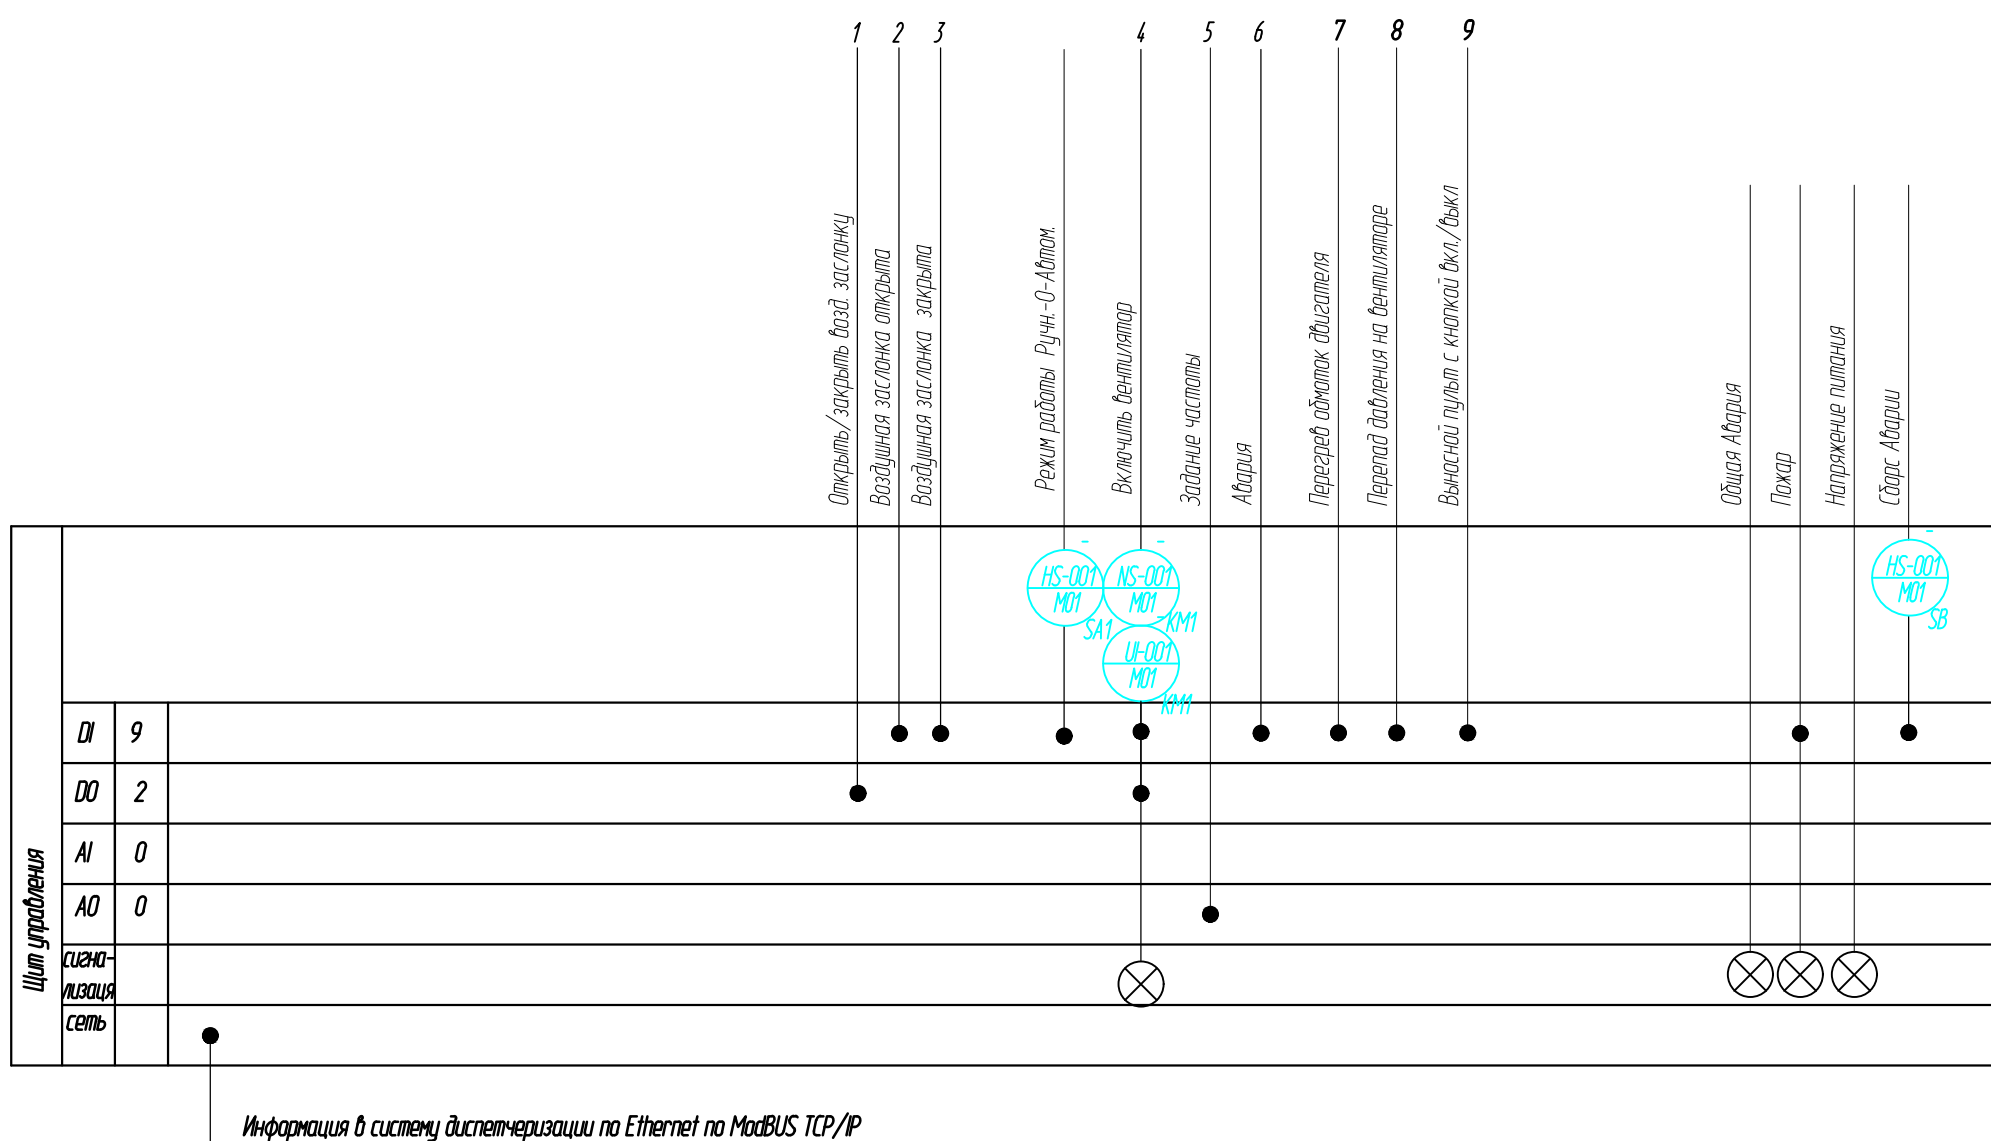 1 2 3 4 5 6 7 8 9
Открыть/закрыть возд. заслонку
Воздушная заслонка открыта
Воздушная заслонка закрыта
Режим работы Ручн.-О-Автом.
Включить вентилятор
Задание частоты
Авария
Перегрев обмоток двигателя
Перепад давления на вентиляторе
Выносной пульт с кнопкой вкл./выкл
Общая Авария
Пожар
Напряжение питания
Сборс Аварии
HS-001
M01
SA1
NS-001
M01
KM1
UI-001
M01
KM1
HS-001
M01
SB
Щит управления
DI 9
DO 2
AI 0
AO 0
сигна-
лизаця
сеть
Информация в систему диспетчеризации по Ethernet по ModBUS TCP/IP